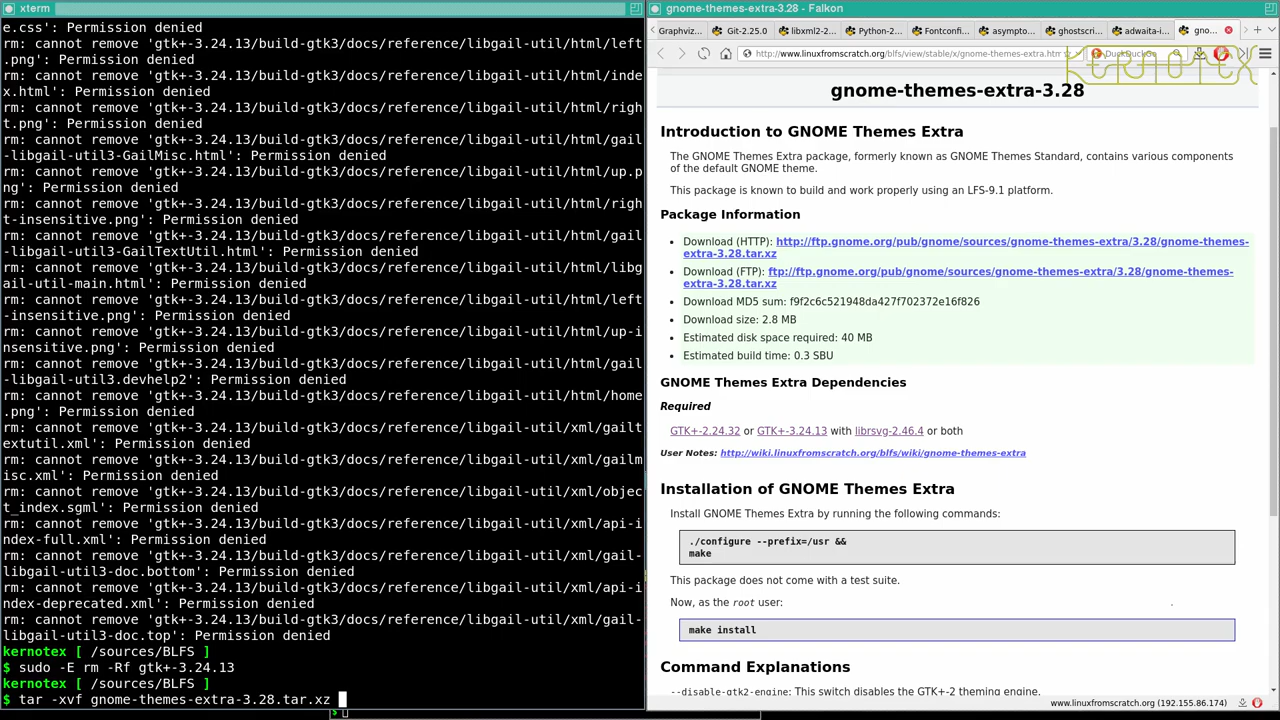 xterm
e.css': Permission denied
rm: cannot remove 'gtk+-3.24.13/build-gtk3/docs/reference/libgail-util/html/left
.png': Permission denied
rm: cannot remove 'gtk+-3.24.13/build-gtk3/docs/reference/libgail-util/html/inde
x.html': Permission denied
rm: cannot remove 'gtk+-3.24.13/build-gtk3/docs/reference/libgail-util/html/rig
t.png': Permission denied
rm: cannot remove 'gtk+-3.24.13/build-gtk3/docs/reference/libgail-util/html/gail
-libgail-util3-GailMisc.html': Permission denied
rm: cannot remove 'gtk+-3.24.13/build-gtk3/docs/reference/libgail-util/html/up.p
ng': Permission denied
rm: cannot remove 'gtk+-3.24.13/build-gtk3/docs/reference/libgail-util/html/righ
t-insensitive.png': Permission denied
rm: cannot remove 'gtk+-3.24.13/build-gtk3/docs/reference/libgail-util/html/gail
-libgail-util3-GailTextUtil.html': Permission denied
rm: cannot remove 'gtk+-3.24.13/build-gtk3/docs/reference/libgail-util/html/libg
ail-util-main.html': Permission denied
rm: cannot remove 'gtk+-3.24.13/build-gtk3/docs/reference/libgail-util/html/left
-insensitive.png': Permission denied
rm: cannot remove 'gtk+-3.24.13/build-gtk3/docs/reference/libgail-util/html/up-i
nsensitive.png': Permission denied
rm: cannot remove 'gtk+-3.24.13/build-gtk3/docs/reference/libgail-util/html/gail
-libgail-util3.devhelp2': Permission denied
rm: cannot remove 'gtk+-3.24.13/build-gtk3/docs/reference/libgail-util/html/home
.png': Permission denied
rm: cannot remove 'gtk+-3.24.13/build-gtk3/docs/reference/libgail-util/xml/gailt
extutil.xml': Permission denied
rm: cannot remove 'gtk+-3.24.13/build-gtk3/docs/reference/libgail-util/xml/gailm
isc.xml': Permission denied
rm: cannot remove 'gtk+-3.24.13/build-gtk3/docs/reference/libgail-util/xml/objec
t_index.sgml': Permission denied
rm: cannot remove 'gtk+-3.24.13/build-gtk3/docs/reference/libgail-util/xml/api-i
ndex-full.xml': Permission denied
rm: cannot remove 'gtk+-3.24.13/build-gtk3/docs/reference/libgail-util/xml/gail-
libgail-util3-doc.bottom': Permission denied
rm: cannot remove 'gtk+-3.24.13/build-gtk3/docs/reference/libgail-util/xml/api-i
ndex-deprecated.xml': Permission denied
rm: cannot remove 'gtk+-3.24.13/build-gtk3/docs/reference/libgail-util/xml/gail-
libgail-util3-doc.top': Permission denied
kernotex [ /sources/BLFS ]
$ sudo -E rm -Rf gtk+-3.24.13
kernotex [ /sources/BLFS ]
$ tar -xvf gnome-themes-extra-3.28.tar.xz
$
gnome-themes-extra-3.28 - Falkon
Graphviz... Git-2.25.0 libxml2-2... Python-2... Fontconfi... asympto... ghostscri... adwaita-i... gno...
http://www.linuxfromscratch.org/blfs/view/stable/x/gnome-themes-extra.htm DuckDuckGo
KERNOTEX
gnome-themes-extra-3.28
Introduction to GNOME Themes Extra
The GNOME Themes Extra package, formerly known as GNOME Themes Standard, contains various components
of the default GNOME theme.
This package is known to build and work properly using an LFS-9.1 platform.
Package Information
• Download (HTTP): http://ftp.gnome.org/pub/gnome/sources/gnome-themes-extra/3.28/gnome-themes-
extra-3.28.tar.xz
• Download (FTP): ftp://ftp.gnome.org/pub/gnome/sources/gnome-themes-extra/3.28/gnome-themes-
extra-3.28.tar.xz
• Download MD5 sum: f9f2c6c521948da427f702372e16f826
• Download size: 2.8 MB
• Estimated disk space required: 40 MB
• Estimated build time: 0.3 SBU
GNOME Themes Extra Dependencies
Required
GTK+-2.24.32 or GTK+-3.24.13 with librsvg-2.46.4 or both
User Notes: http://wiki.linuxfromscratch.org/blfs/wiki/gnome-themes-extra
Installation of GNOME Themes Extra
Install GNOME Themes Extra by running the following commands:
./configure --prefix=/usr &&
make
This package does not come with a test suite.
Now, as the root user:
make install
Command Explanations
--disable-gtk2-engine: This switch disables the GTK+-2 theming engine.
www.linuxfromscratch.org (192.155.86.174)